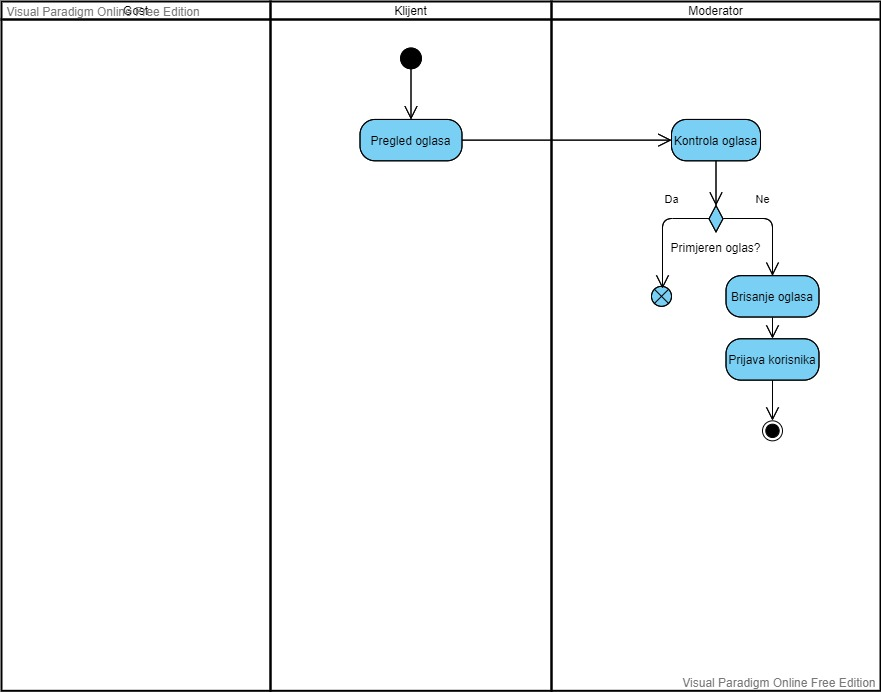 Visual Paradigm Online Free Edition
Gost
Klijent
Moderator
Pregled oglasa
Kontrola oglasa
Da
Ne
Primjeren oglas?
Brisanje oglasa
Prijava korisnika
Visual Paradigm Online Free Edition